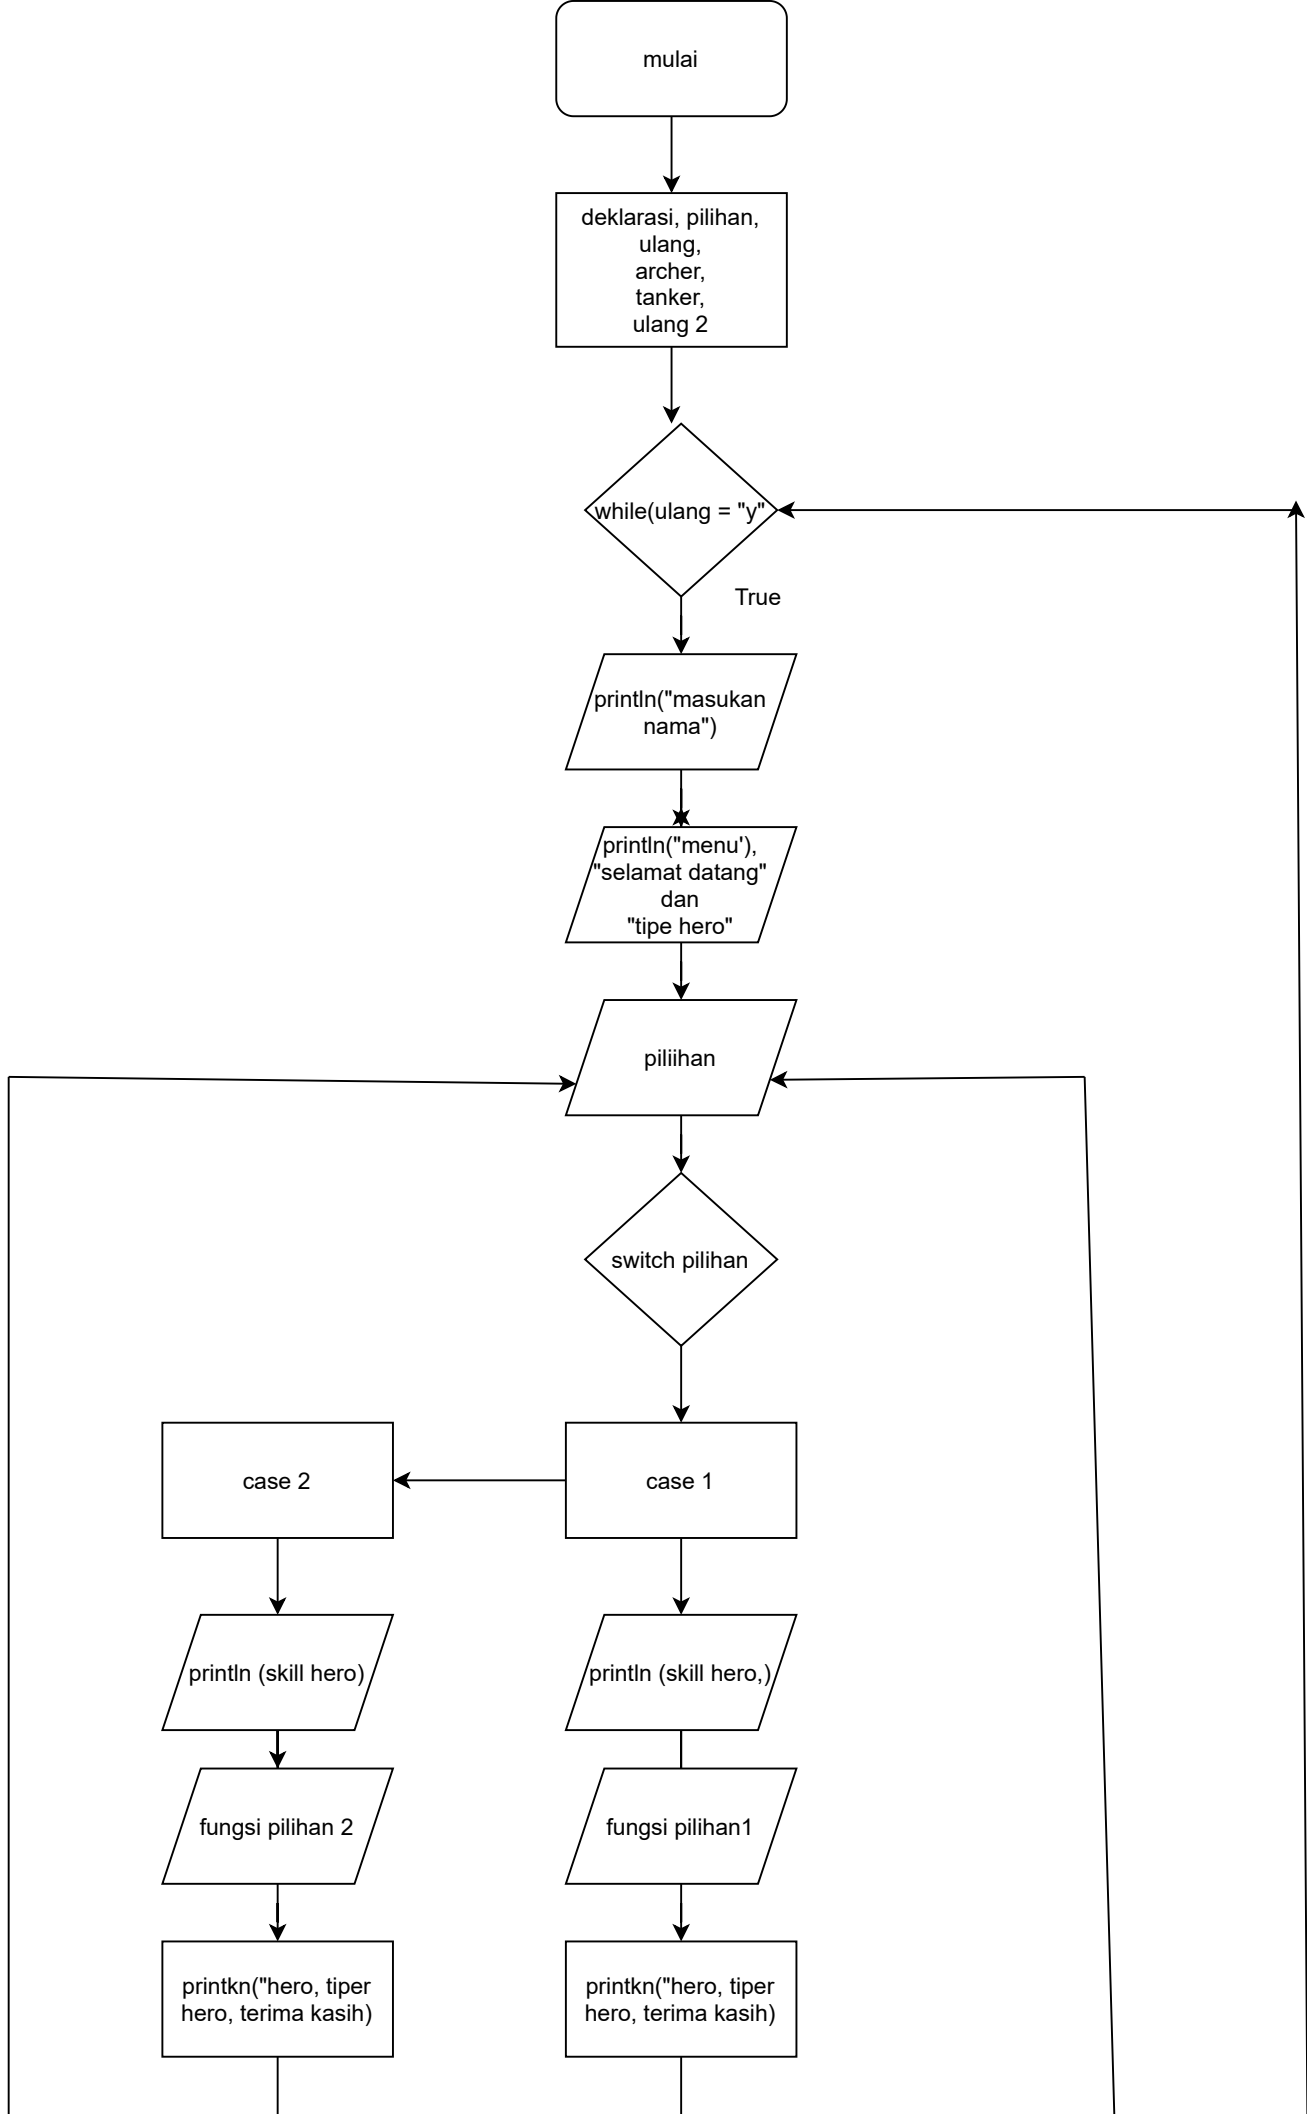 mulai
deklarasi, pilihan,
ulang,
archer,
tanker,
ulang 2
while(ulang = "y"
True
println("masukan
nama")
println("menu'),
"selamat datang"
dan
"tipe hero"
piliihan
switch pilihan
case 2
case 1
println (skill hero)
println (skill hero,)
fungsi pilihan 2
fungsi pilihan1
printkn("hero, tiper
hero, terima kasih)
printkn("hero, tiper
hero, terima kasih)